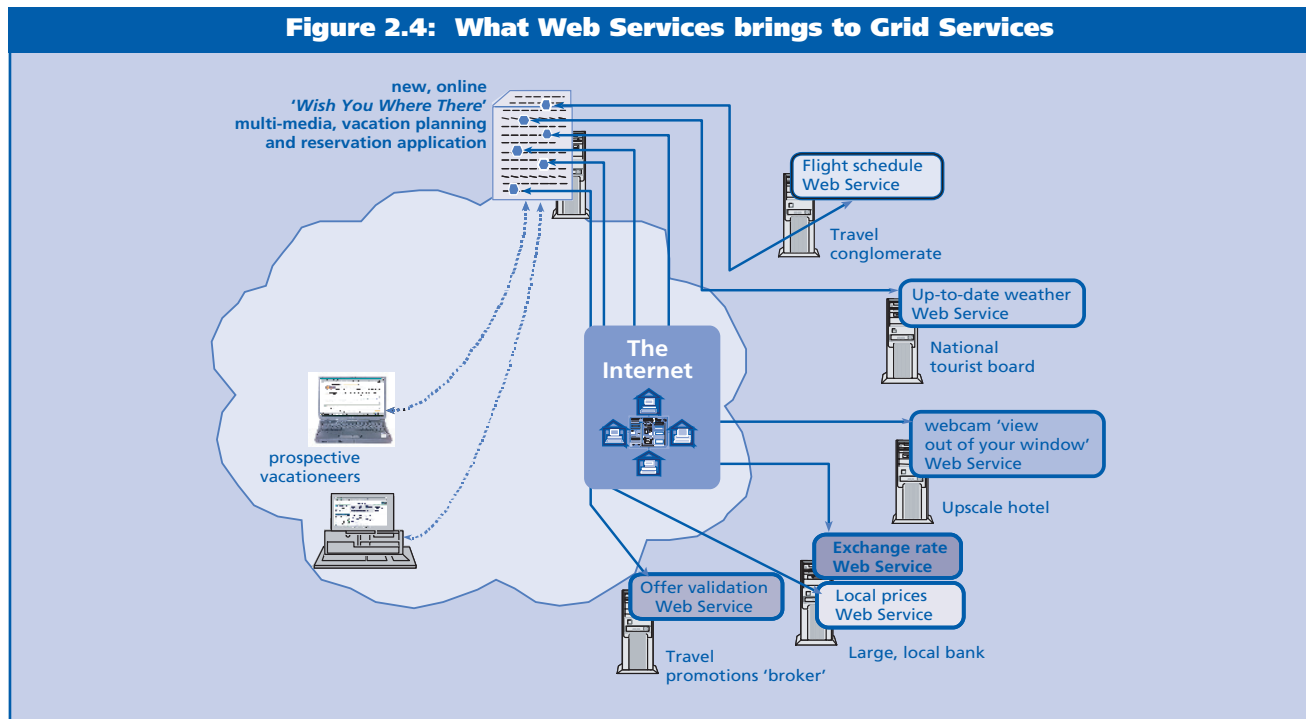 Figure 2.4: What Web Services brings to Grid Services
new, online
‘Wish You Where There’
multi-media, vacation planning
and reservation application
Flight schedule
Web Service
Travel
conglomerate
Up-to-date weather
Web Service
National
tourist board
The
Internet
webcam ‘view
out of your window’
Web Service
Upscale hotel
prospective
vacationeers
Exchange rate
Web Service
Local prices
Web Service
Large, local bank
Offer validation
Web Service
Travel
promotions ‘broker’